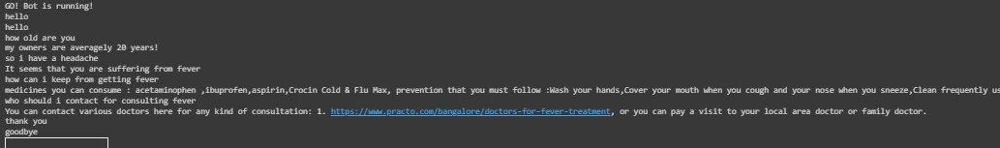 GO! Bot is running!
hello
hello
how old are you
my owners are averagely 20 years!
so i have a headache
It seems that you are suffering from fever
how can i keep from getting fever
medicines you can consume : acetaminophen ,ibuprofen,aspirin,Crocin Cold & Flu Max, prevention that you must follow :Wash your hands,Cover your mouth when you cough and your nose when you sneeze,Clean frequently us
who should i contact for consulting fever
You can contact various doctors here for any kind of consultation: 1. https://www.practo.com/bangalore/doctors-for-fever-treatment, or you can pay a visit to your local area doctor or family doctor.
thank you
goodbye